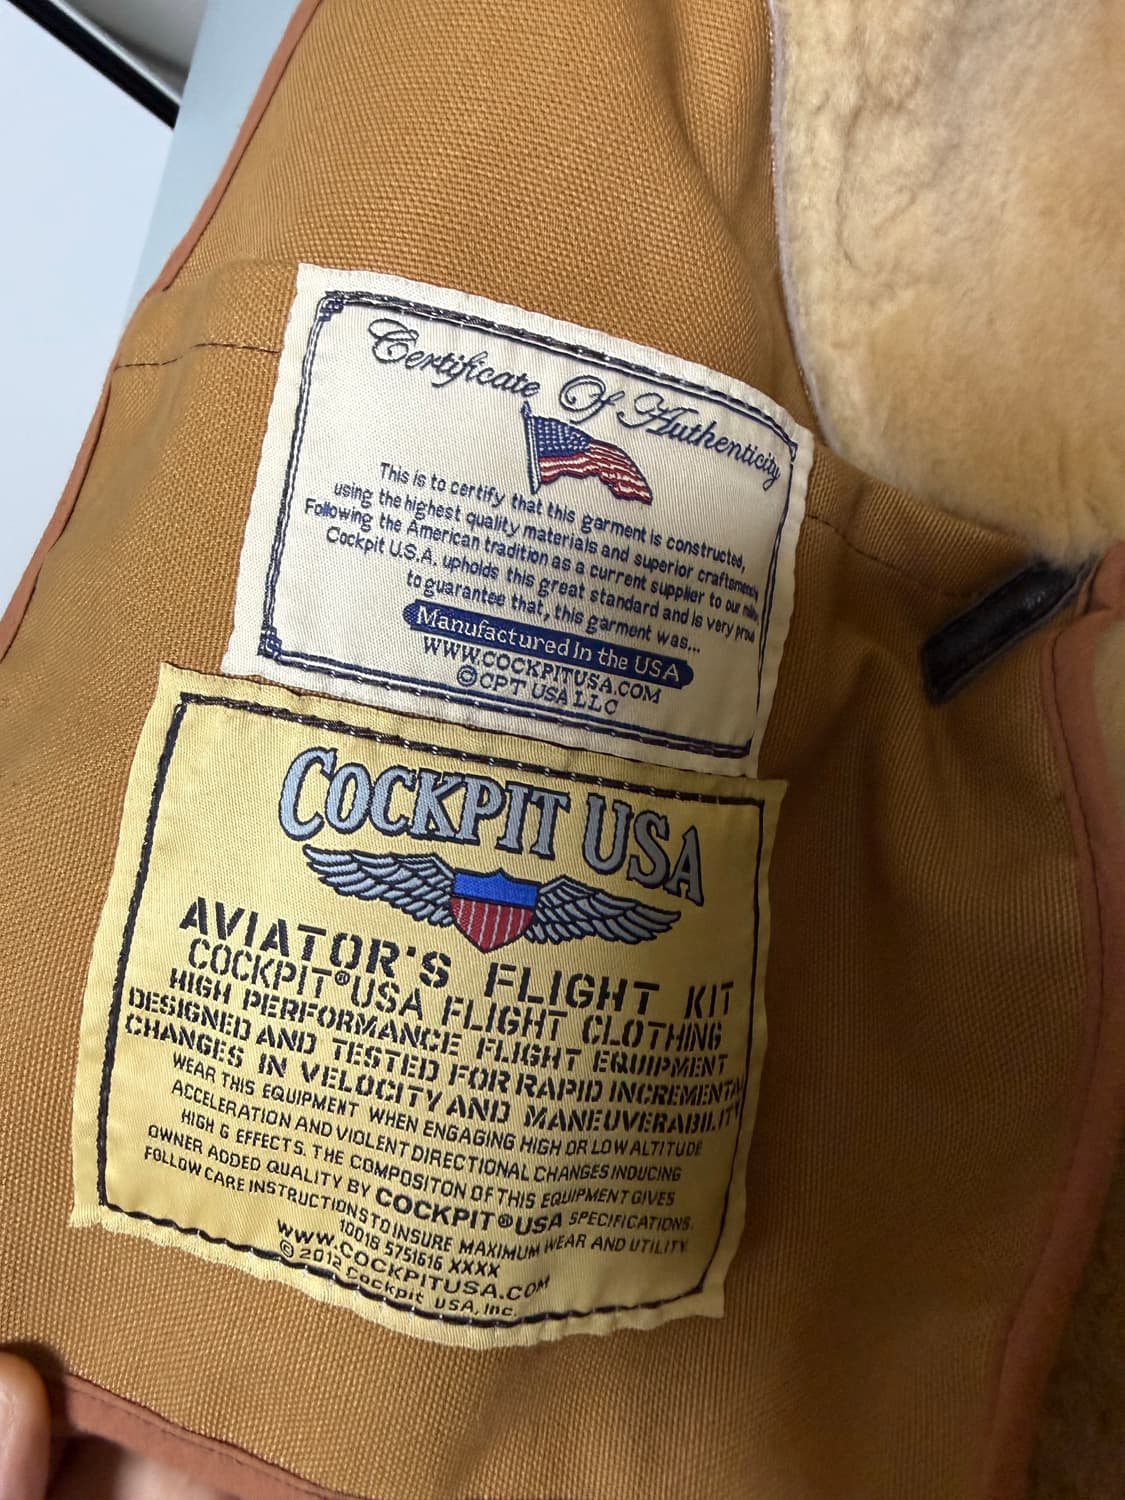 Certificate Of Authenticity
This is to certify that this garment is constructed,
using the highest quality materials and superior
Following the American tradition as a current supplier to our
Cockpit U.S.A. upholds this great standard and is very proud
to guarantee that, this garment was...
Manufactured in the USA
WWW.COCKPITUSA.COM
©CPT USA LLC
COCKPIT USA
AVIATOR'S FLIGHT KIT
COCKPIT® USA FLIGHT CLOTHING
HIGH PERFORMANCE FLIGHT EQUIPMENT
DESIGNED AND TESTED FOR RAPID INCREMENTAL
CHANGES IN VELOCITY AND MANEUVERABILITY
WEAR THIS EQUIPMENT WHEN ENGAGING HIGH OR LOW ALTITUDE
ACCELERATION AND VIOLENT DIRECTIONAL CHANGES INDUCING
HIGH G EFFECTS. THE COMPOSITON OF THIS EQUIPMENT GIVES
OWNER ADDED QUALITY BY COCKPIT® USA SPECIFICATIONS.
FOLLOW CARE INSTRUCTIONS TO INSURE MAXIMUM WEAR AND UTILITY
10018 5751616 XXXX
WWW.COCKPITUSA.COM
© 2012 Cockpit USA, Inc.